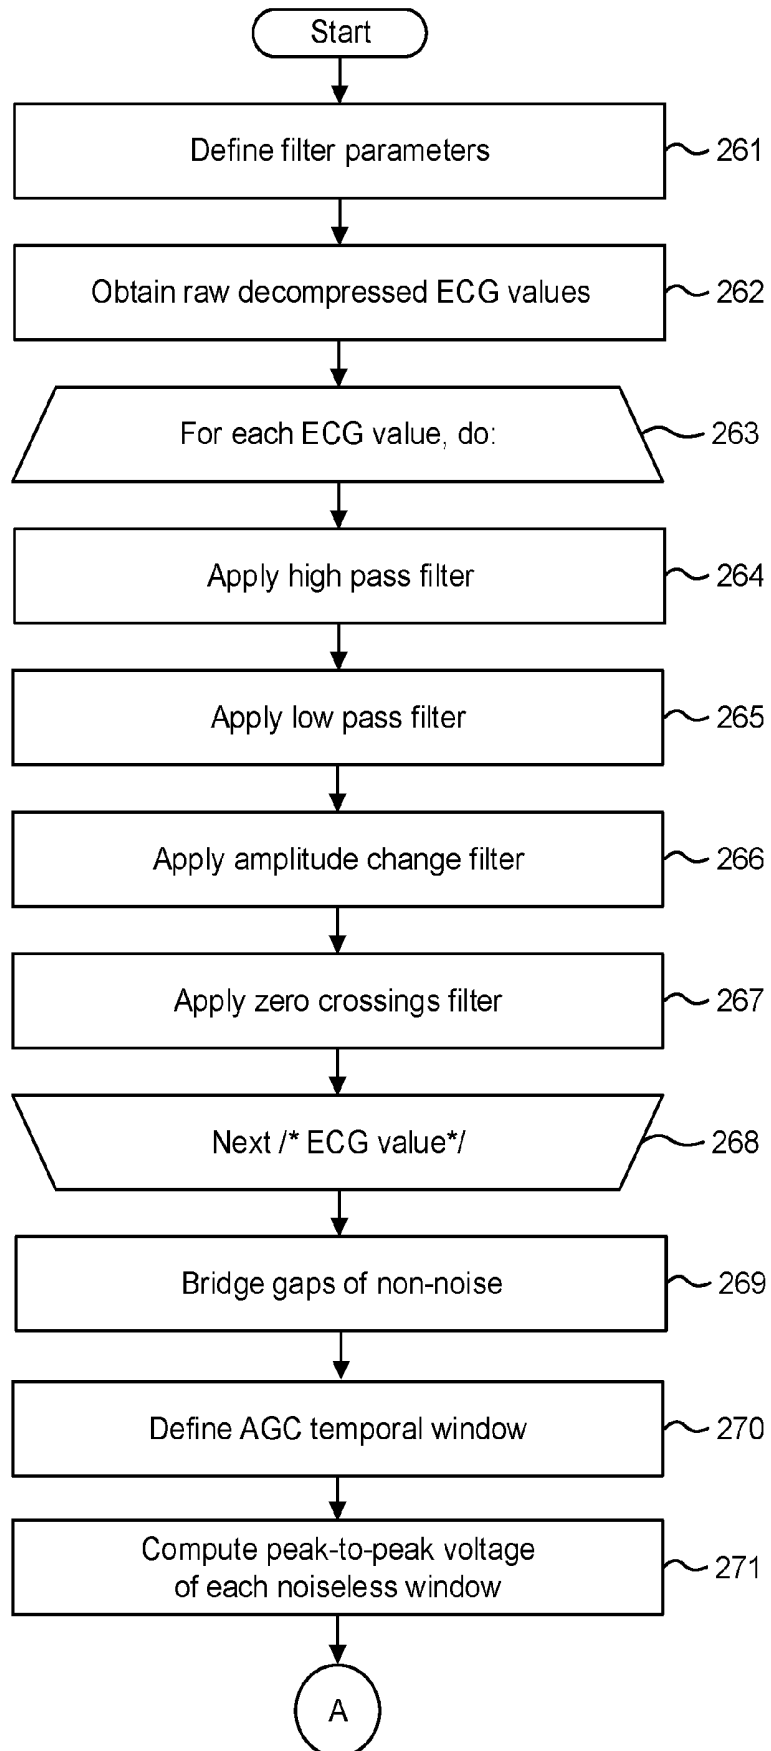 Start
Define filter parameters
261
Obtain raw decompressed ECG values
262
For each ECG value, do:
263
Apply high pass filter
264
Apply low pass filter
265
Apply amplitude change filter
266
Apply zero crossings filter
267
Next /* ECG value*/
268
Bridge gaps of non-noise
269
Define AGC temporal window
270
Compute peak-to-peak voltage
of each noiseless window
271
A